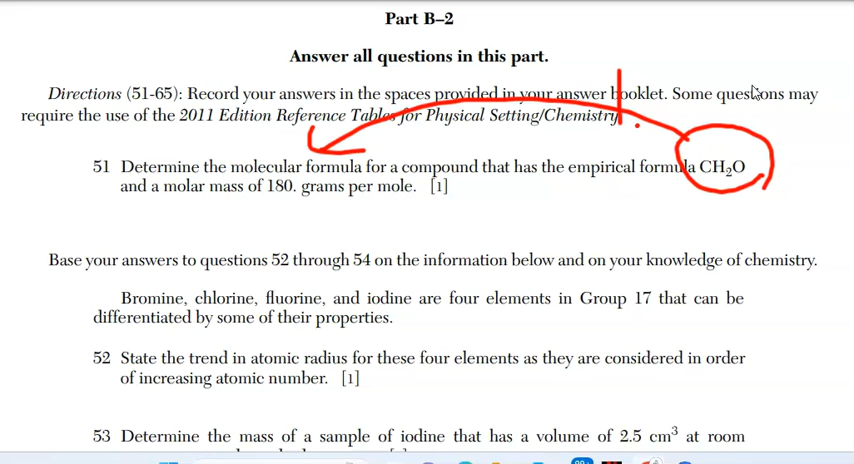 Part B–2
Answer all questions in this part.
Directions (51-65): Record your answers in the spaces provided in your answer booklet. Some questions may
require the use of the 2011 Edition Reference Tables for Physical Setting/Chemistry.
51 Determine the molecular formula for a compound that has the empirical formula CH₂O
and a molar mass of 180. grams per mole. [1]
Base your answers to questions 52 through 54 on the information below and on your knowledge of chemistry.
Bromine, chlorine, fluorine, and iodine are four elements in Group 17 that can be
differentiated by some of their properties.
52 State the trend in atomic radius for these four elements as they are considered in order
of increasing atomic number. [1]
53 Determine the mass of a sample of iodine that has a volume of 2.5 cm³ at room